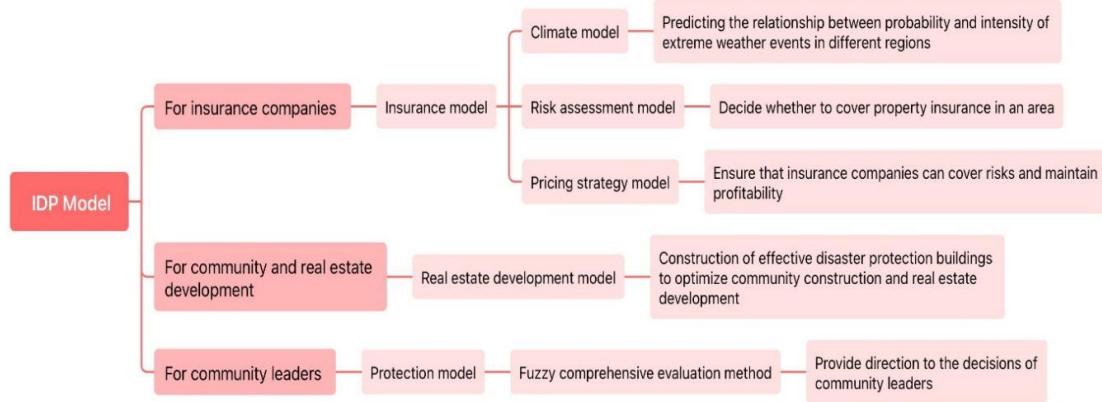 IDP Model
For insurance companies
Insurance model
Climate model
Predicting the relationship between probability and intensity of
extreme weather events in different regions
Risk assessment model
Decide whether to cover property insurance in an area
Pricing strategy model
Ensure that insurance companies can cover risks and maintain
profitability
For community and real estate
development
Real estate development model
Construction of effective disaster protection buildings
to optimize community construction and real estate
development
For community leaders
Protection model
Fuzzy comprehensive evaluation method
Provide direction to the decisions of
community leaders